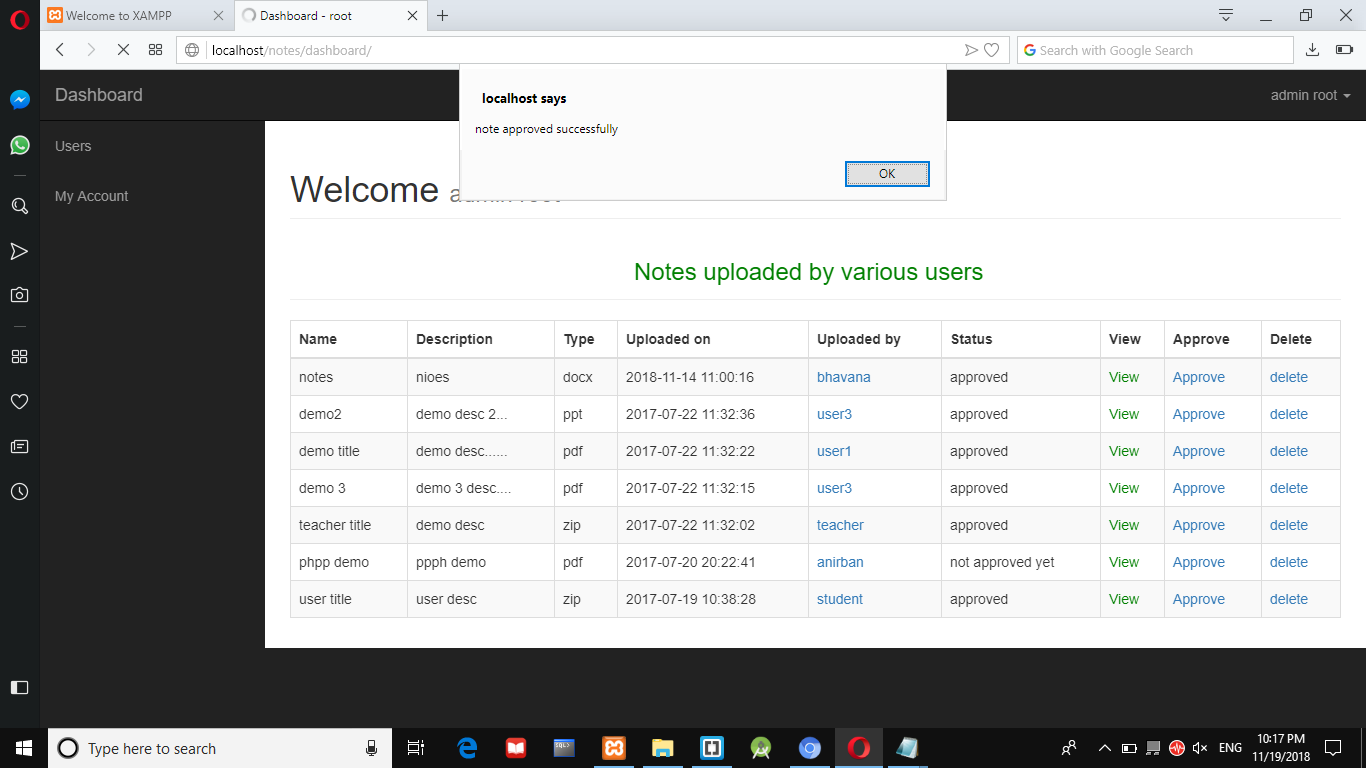 Welcome to XAMPP
Dashboard - root
localhost/notes/dashboard/
Search with Google Search
Dashboard
admin root
localhost says
note approved successfully
OK
Users
My Account
Welcome
Notes uploaded by various users
Name Description Type Uploaded on Uploaded by Status View Approve Delete
notes nioes docx 2018-11-14 11:00:16 bhavana approved View Approve delete
demo2 demo desc 2... ppt 2017-07-22 11:32:36 user3 approved View Approve delete
demo title demo desc...... pdf 2017-07-22 11:32:22 user1 approved View Approve delete
demo 3 demo 3 desc.... pdf 2017-07-22 11:32:15 user3 approved View Approve delete
teacher title demo desc zip 2017-07-22 11:32:02 teacher approved View Approve delete
phpp demo ppph demo pdf 2017-07-20 20:22:41 anirban not approved yet View Approve delete
user title user desc zip 2017-07-19 10:38:28 student approved View Approve delete
Type here to search
ENG
10:17 PM
11/19/2018